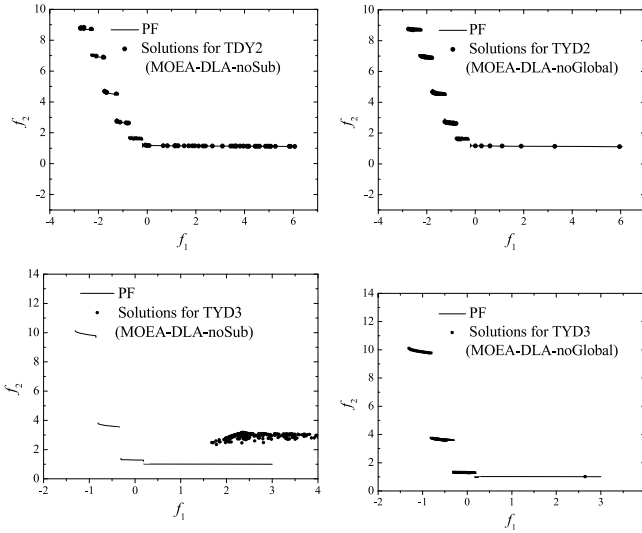 PF
Solutions for TDY2
(MOEA-DLA-noSub)
f2
10
8
6
4
2
0
-2
-4 -2 0 2 4 6
f1
PF
Solutions for TYD2
(MOEA-DLA-noGlobal)
f2
10
8
6
4
2
0
-2
-4 -2 0 2 4 6
f1
PF
Solutions for TYD3
(MOEA-DLA-noSub)
f2
14
12
10
8
6
4
2
0
-2 -1 0 1 2 3 4
f1
PF
Solutions for TYD3
(MOEA-DLA-noGlobal)
f2
14
12
10
8
6
4
2
0
-2 -1 0 1 2 3
f1